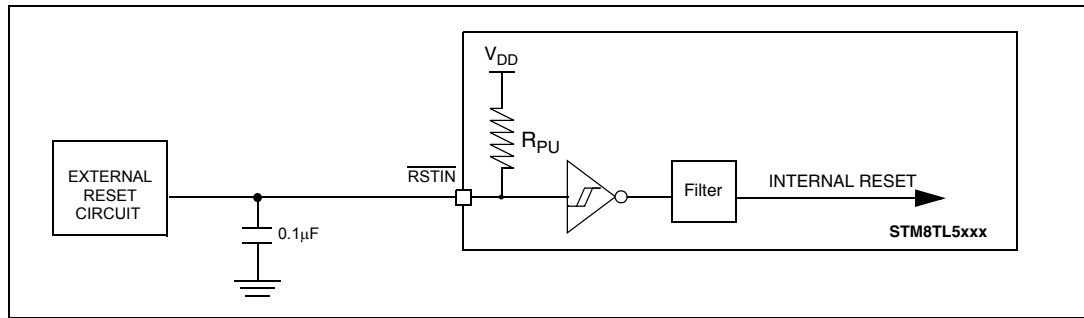 V_DD
R_PU
EXTERNAL
RESET
CIRCUIT
RSTIN
Filter
INTERNAL RESET
0.1µF
STM8TL5xxx